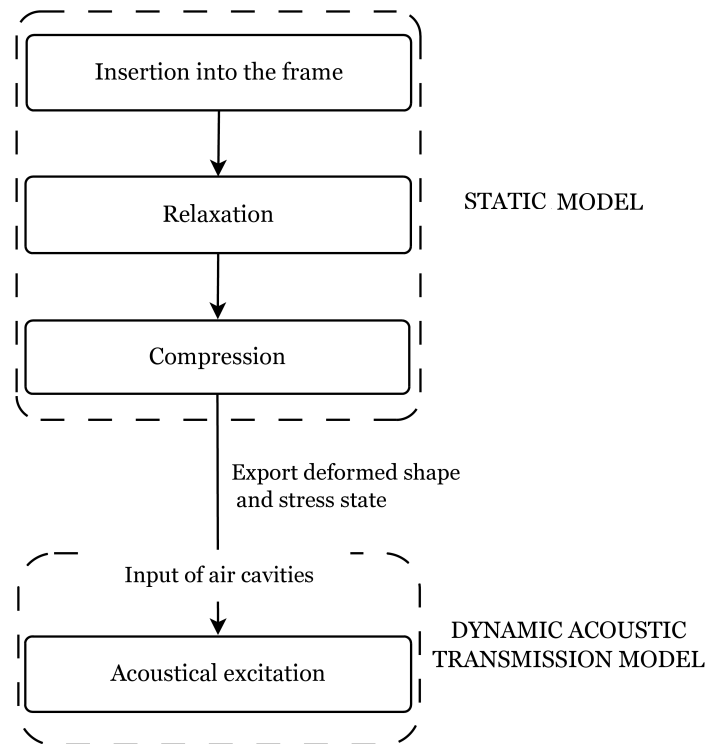 Insertion into the frame
Relaxation
STATIC MODEL
Compression
Export deformed shape
and stress state
Input of air cavities
Acoustical excitation
DYNAMIC ACOUSTIC
TRANSMISSION MODEL